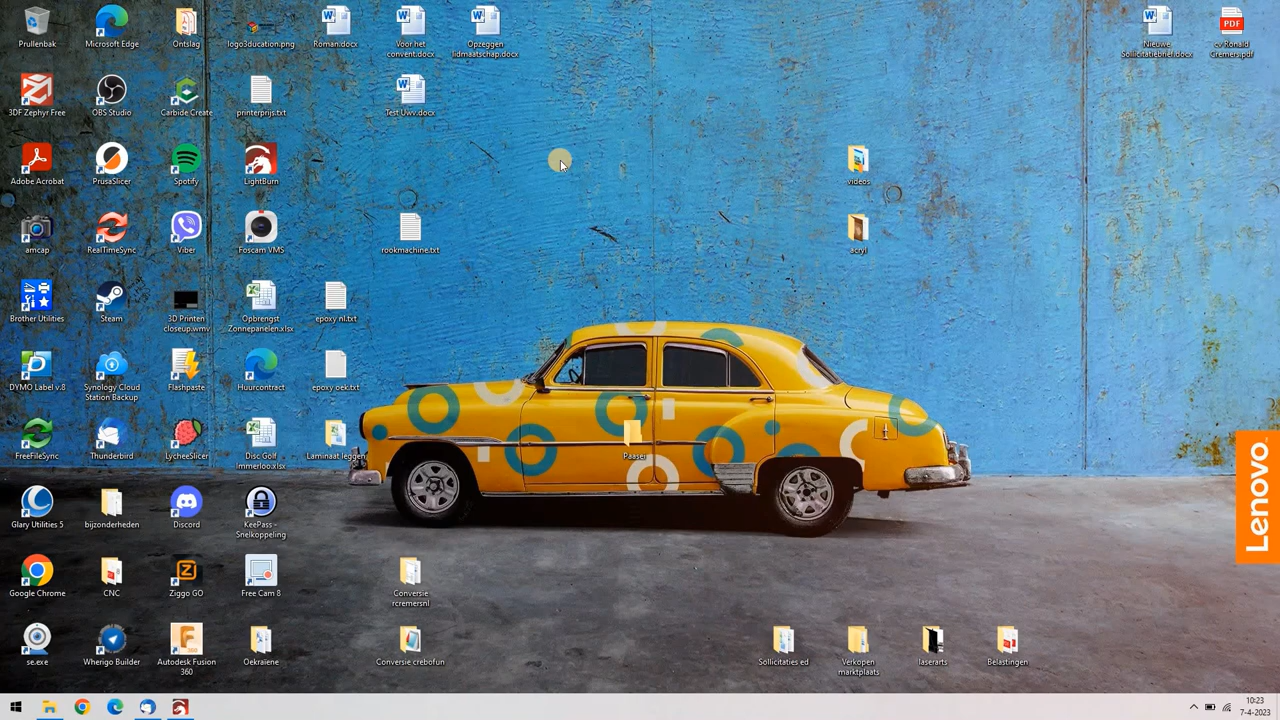 Prullenbak
Microsoft Edge
Ontslag
logo3ducation.png
Roman.docx
Voor het
convent.docx
Opzeggen
lidmaatschap.docx
Nieuwe
Sollicitatiebrief.docx
PDF
cv Ronald
Cremers.pdf
3DF Zephyr Free
OBS Studio
Carbide Create
printerprijs.txt
Test Uwv.docx
Adobe Acrobat
PrusaSlicer
Spotify
LightBurn
videos
amcap
RealTimeSync
Viber
Foscam VMS
rookmachine.txt
acryl
Brother Utilities
Steam
3D Printen
closeup.wmv
Opbrengst
Zonnepanelen.xlsx
epoxy nl.txt
DYMO Label v.8
Synology Cloud
Station Backup
Flashpaste
Huurcontract
epoxy oek.txt
FreeFileSync
Thunderbird
LycheeSlicer
Disc Golf
Immerloo.xlsx
Laminaat leggen
Paasei
Glary Utilities 5
bijzonderheden
Discord
KeePass -
Snelkoppeling
Lenovo
Google Chrome
CNC
Ziggo GO
Free Cam 8
Conversie
rcremersnl
se.exe
Wherigo Builder
Autodesk Fusion
360
Oekraïene
Conversie crebofun
Sollicitaties ed
Verkopen
marktplaats
laserarts
Belastingen
10:23
7-4-2023